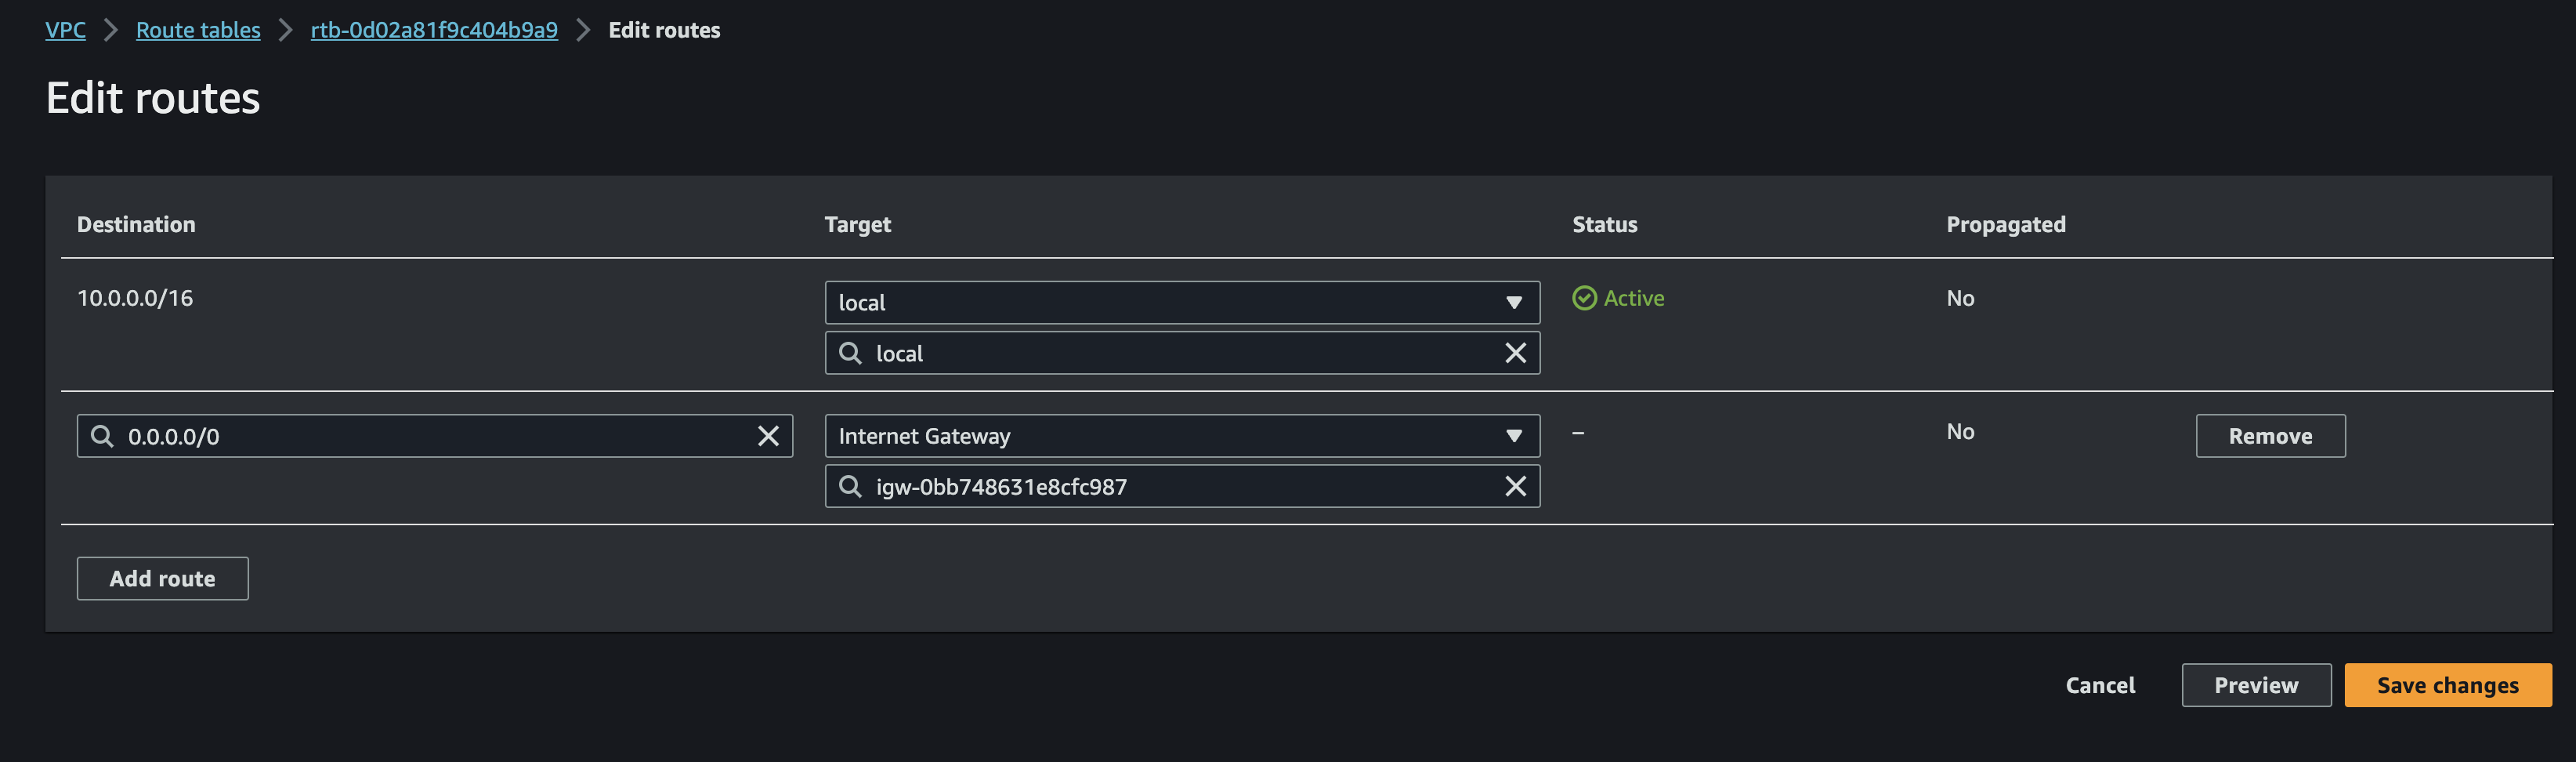 VPC > Route tables > rtb-0d02a81f9c404b9a9 > Edit routes
Edit routes
Destination Target Status Propagated
10.0.0.0/16 local Active No
local
0.0.0.0/0 Internet Gateway – No Remove
igw-0bb748631e8cfc987
Add route
Cancel Preview Save changes